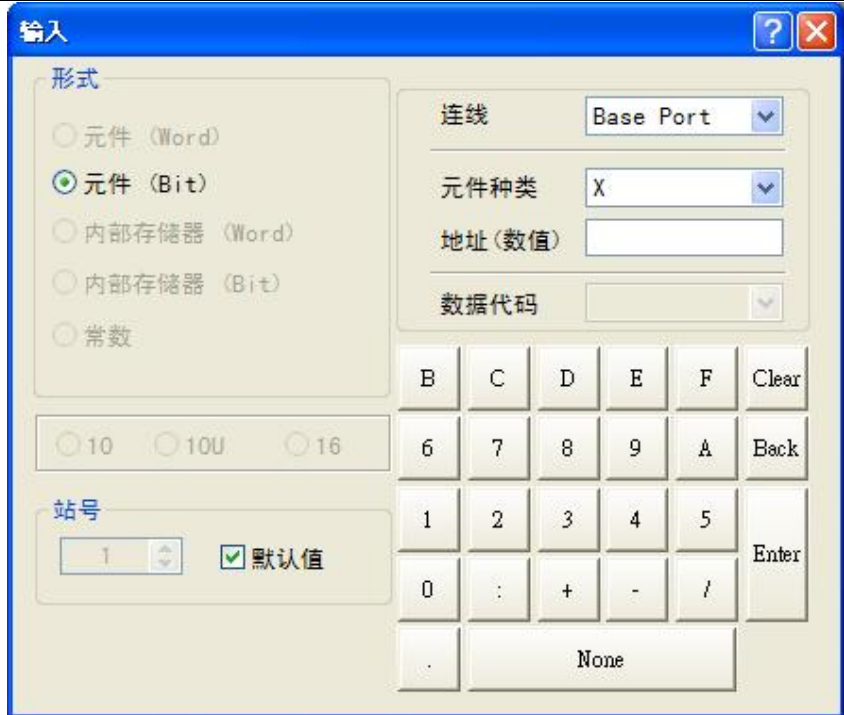 输入
形式
元件 (Word)
元件 (Bit)
内部存储器 (Word)
内部存储器 (Bit)
常数
10 10U 16
站号
1 默认值
连线 Base Port
元件种类 X
地址(数值)
数据代码
B C D E F Clear
6 7 8 9 A Back
1 2 3 4 5 Enter
0 : + - /
. None